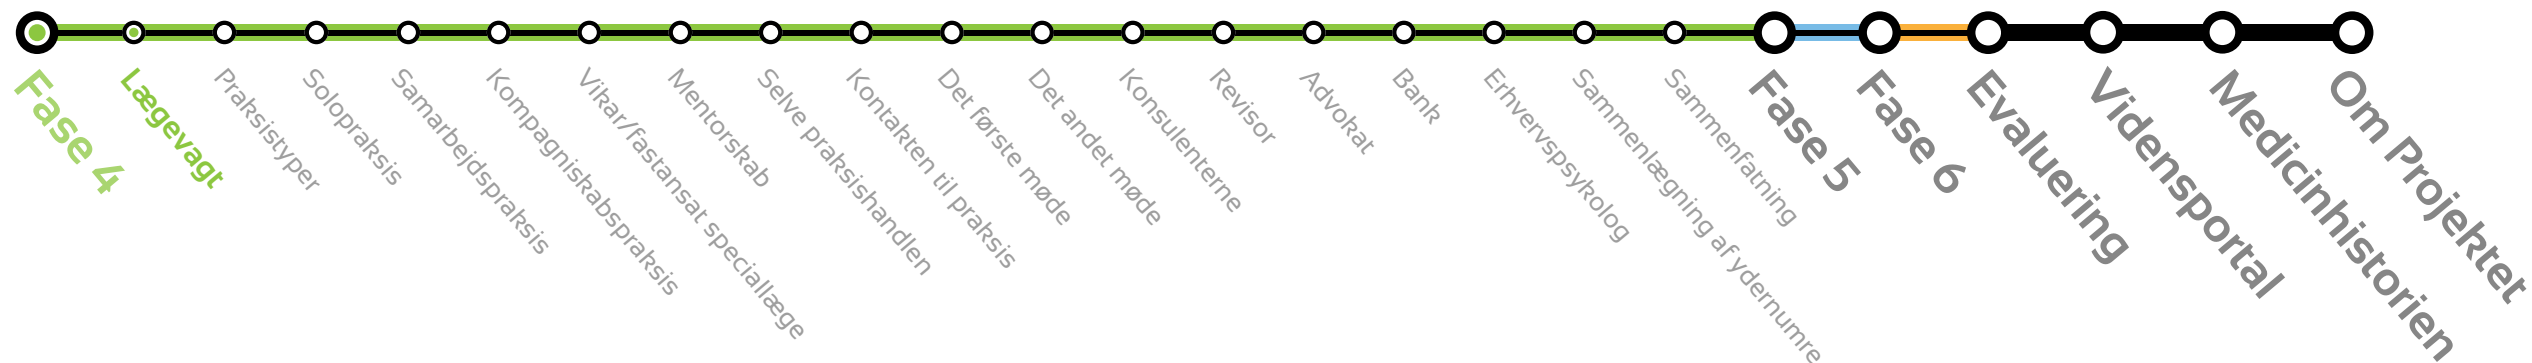 Fase 4
Lægevagt
Praksistyper
Solopraksis
Samarbejdspraksis
Kompagniskabspraksis
Vikar/fastansat speciallæge
Mentorskab
Selve praksishandlen
Kontakten til praksis
Det første møde
Det andet møde
Konsulenterne
Revisor
Advokat
Bank
Erhvervspsykolog
Sammenlægning af ydernumre
Sammenfatning
Fase 5
Fase 6
Evaluering
Vidensportal
Medicinhistorien
Om Projektet